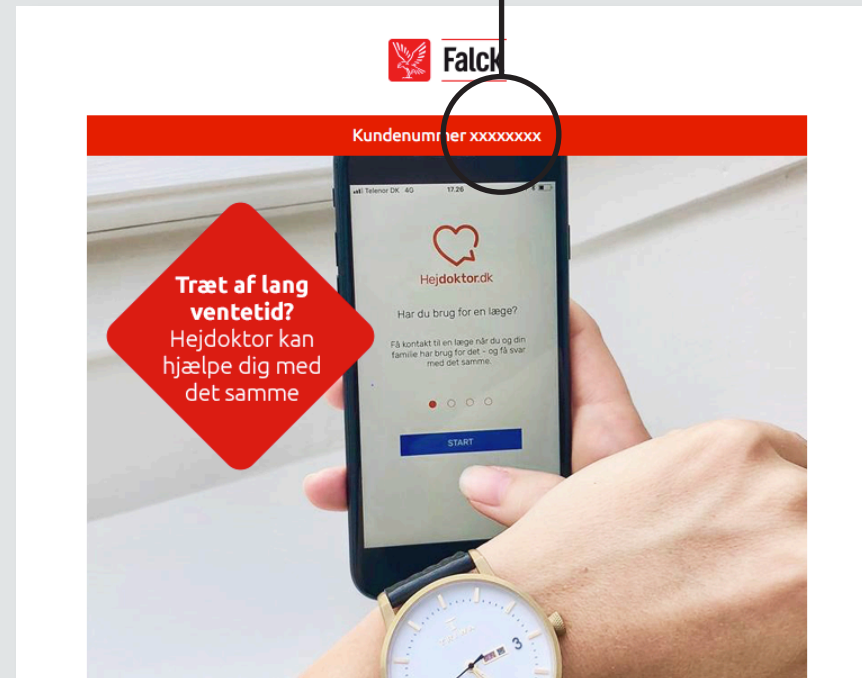 Falck
Kundenummer xxxxxxxx
Telenor DK 4G 17.26
Træt af lang
ventetid?
Hejdoktor kan
hjælpe dig med
det samme
Hejdoktor.dk
Har du brug for en læge?
Få kontakt til en læge når du og din
familie har brug for det - og få svar
med det samme.
START
3